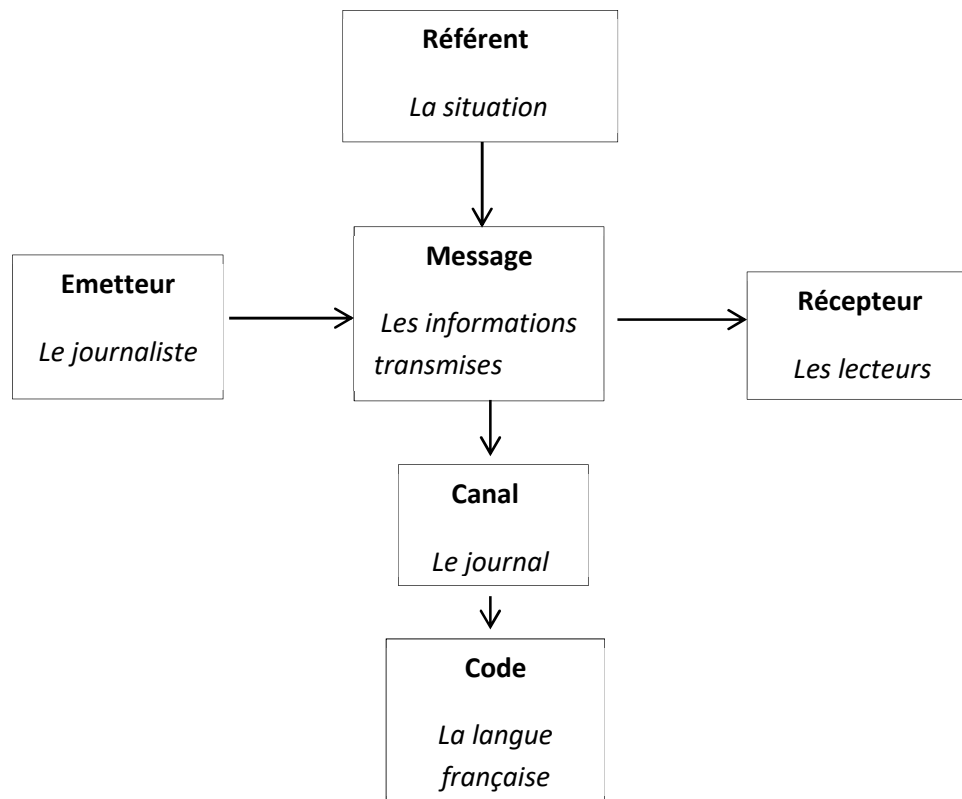 Référent
La situation
Emetteur
Le journaliste
Message
Les informations
transmises
Récepteur
Les lecteurs
Canal
Le journal
Code
La langue
française